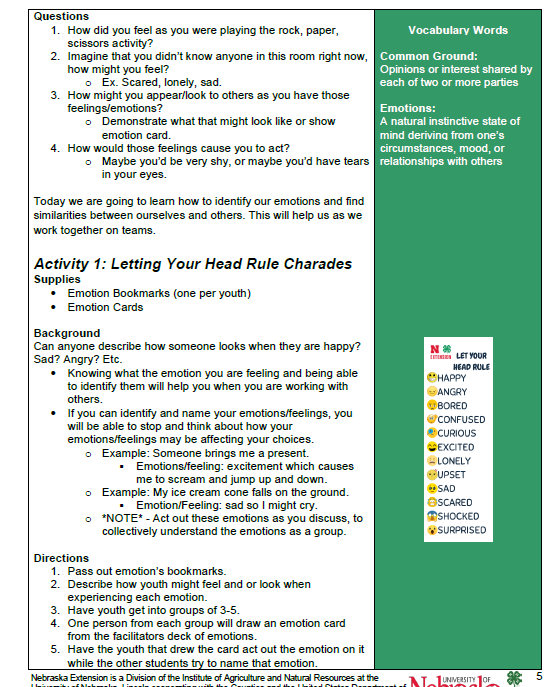 Questions
1. How did you feel as you were playing the rock, paper,
scissors activity?
2. Imagine that you didn't know anyone in this room right now,
how might you feel?
o Ex. Scared, lonely, sad.
3. How might you appear/look to others as you have those
feelings/emotions?
o Demonstrate what that might look like or show
emotion card.
4. How would those feelings cause you to act?
o Maybe you'd be very shy, or maybe you'd have tears
in your eyes.
Today we are going to learn how to identify our emotions and find
similarities between ourselves and others. This will help us as we
work together on teams.
Activity 1: Letting Your Head Rule Charades
Supplies
• Emotion Bookmarks (one per youth)
• Emotion Cards
Background
Can anyone describe how someone looks when they are happy?
Sad? Angry? Etc.
• Knowing what the emotion you are feeling and being able
to identify them will help you when you are working with
others.
• If you can identify and name your emotions/feelings, you
will be able to stop and think about how your
emotions/feelings may be affecting your choices.
o Example: Someone brings me a present.
▪ Emotions/feeling: excitement which causes
me to scream and jump up and down.
o Example: My ice cream cone falls on the ground.
▪ Emotion/Feeling: sad so I might cry.
o *NOTE* - Act out these emotions as you discuss, to
collectively understand the emotions as a group.
Directions
1. Pass out emotion's bookmarks.
2. Describe how youth might feel and or look when
experiencing each emotion.
3. Have youth get into groups of 3-5.
4. One person from each group will draw an emotion card
from the facilitators deck of emotions.
5. Have the youth that drew the card act out the emotion on it
while the other students try to name that emotion.
Vocabulary Words
Common Ground:
Opinions or interest shared by
each of two or more parties
Emotions:
A natural instinctive state of
mind deriving from one's
circumstances, mood, or
relationships with others
N
EXTENSION
LET YOUR
HEAD RULE
HAPPY
ANGRY
BORED
CONFUSED
CURIOUS
EXCITED
LONELY
UPSET
SAD
SCARED
SHOCKED
SURPRISED
Nebraska Extension is a Division of the Institute of Agriculture and Natural Resources at the
University of Nebraska–Lincoln cooperating with the Counties and the United States Department of
UNIVERSITY OF
Nebraska
5